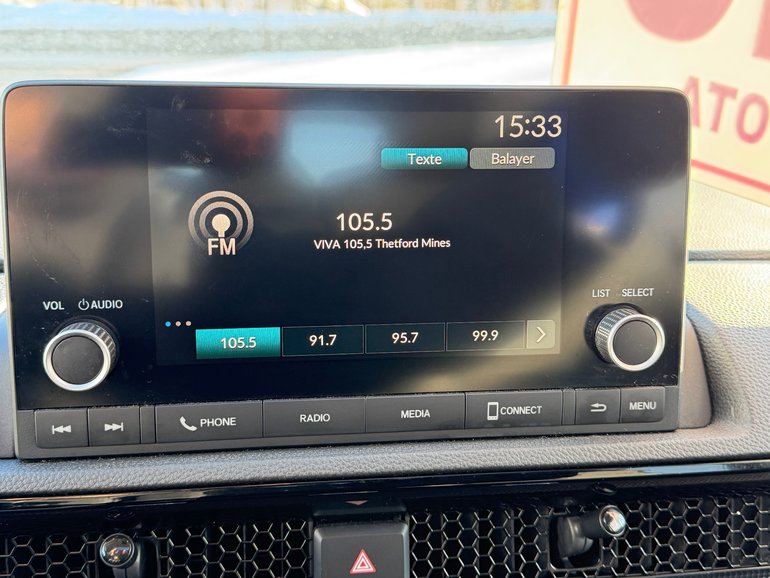 15:33
Texte Balayer
FM
105.5
VIVA 105,5 Thetford Mines
VOL AUDIO
LIST SELECT
105.5 91.7 95.7 99.9
PHONE RADIO MEDIA CONNECT MENU